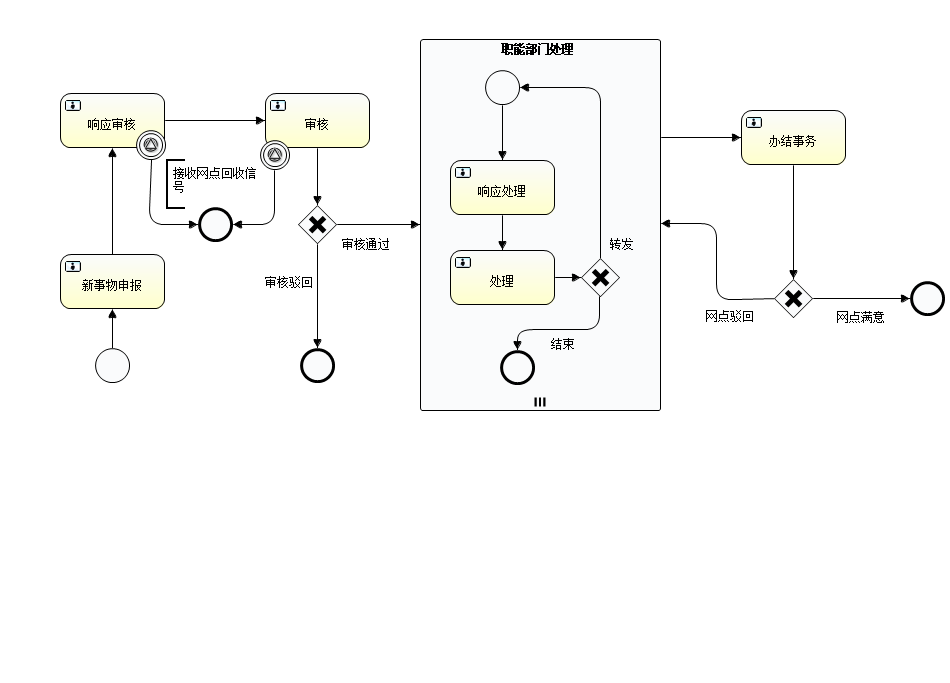 职能部门处理
响应审核
审核
办结事务
接收网点回收信
号
响应处理
审核通过
转发
审核驳回
新事物申报
处理
网点驳回
网点满意
结束